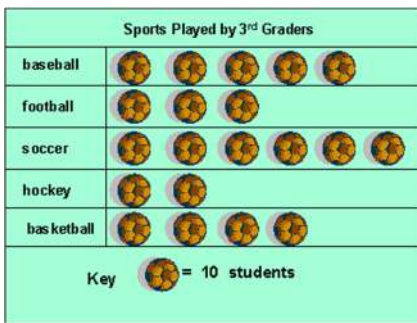 Sports Played by 3rd Graders
baseball
football
soccer
hockey
basketball
Key = 10 students